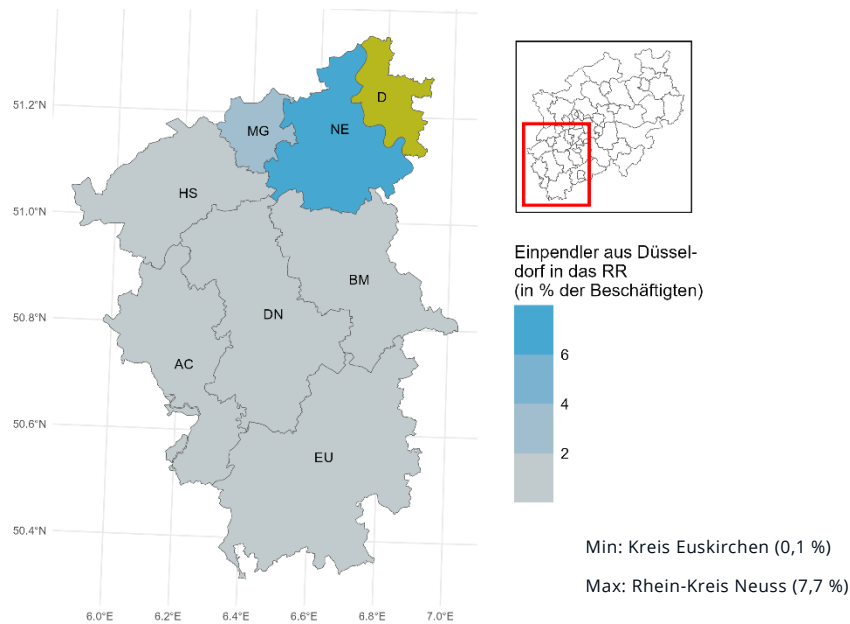 51.2°N
51.0°N
50.8°N
50.6°N
50.4°N
6.0°E 6.2°E 6.4°E 6.6°E 6.8°E 7.0°E
D
MG
NE
HS
BM
DN
AC
EU
Einpendler aus Düssel-
dorf in das RR
(in % der Beschäftigten)
6
4
2
Min: Kreis Euskirchen (0,1 %)
Max: Rhein-Kreis Neuss (7,7 %)